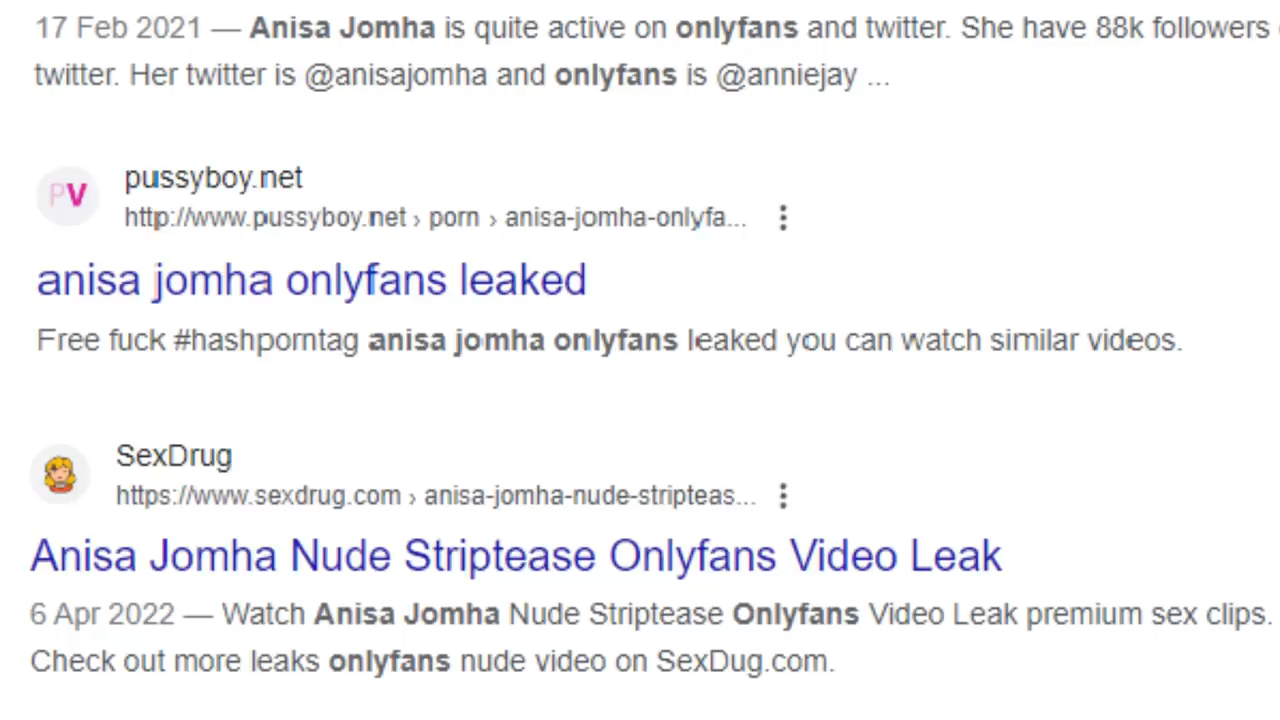 17 Feb 2021 — Anisa Jomha is quite active on onlyfans and twitter. She have 88k followers
twitter. Her twitter is @anisajomha and onlyfans is @anniejay ...
PV
pussyboy.net
http://www.pussyboy.net › porn › anisa-jomha-onlyfa...
anisa jomha onlyfans leaked
Free fuck #hashporntag anisa jomha onlyfans leaked you can watch similar videos.
SexDrug
https://www.sexdrug.com › anisa-jomha-nude-stripteas...
Anisa Jomha Nude Striptease Onlyfans Video Leak
6 Apr 2022 — Watch Anisa Jomha Nude Striptease Onlyfans Video Leak premium sex clips.
Check out more leaks onlyfans nude video on SexDug.com.